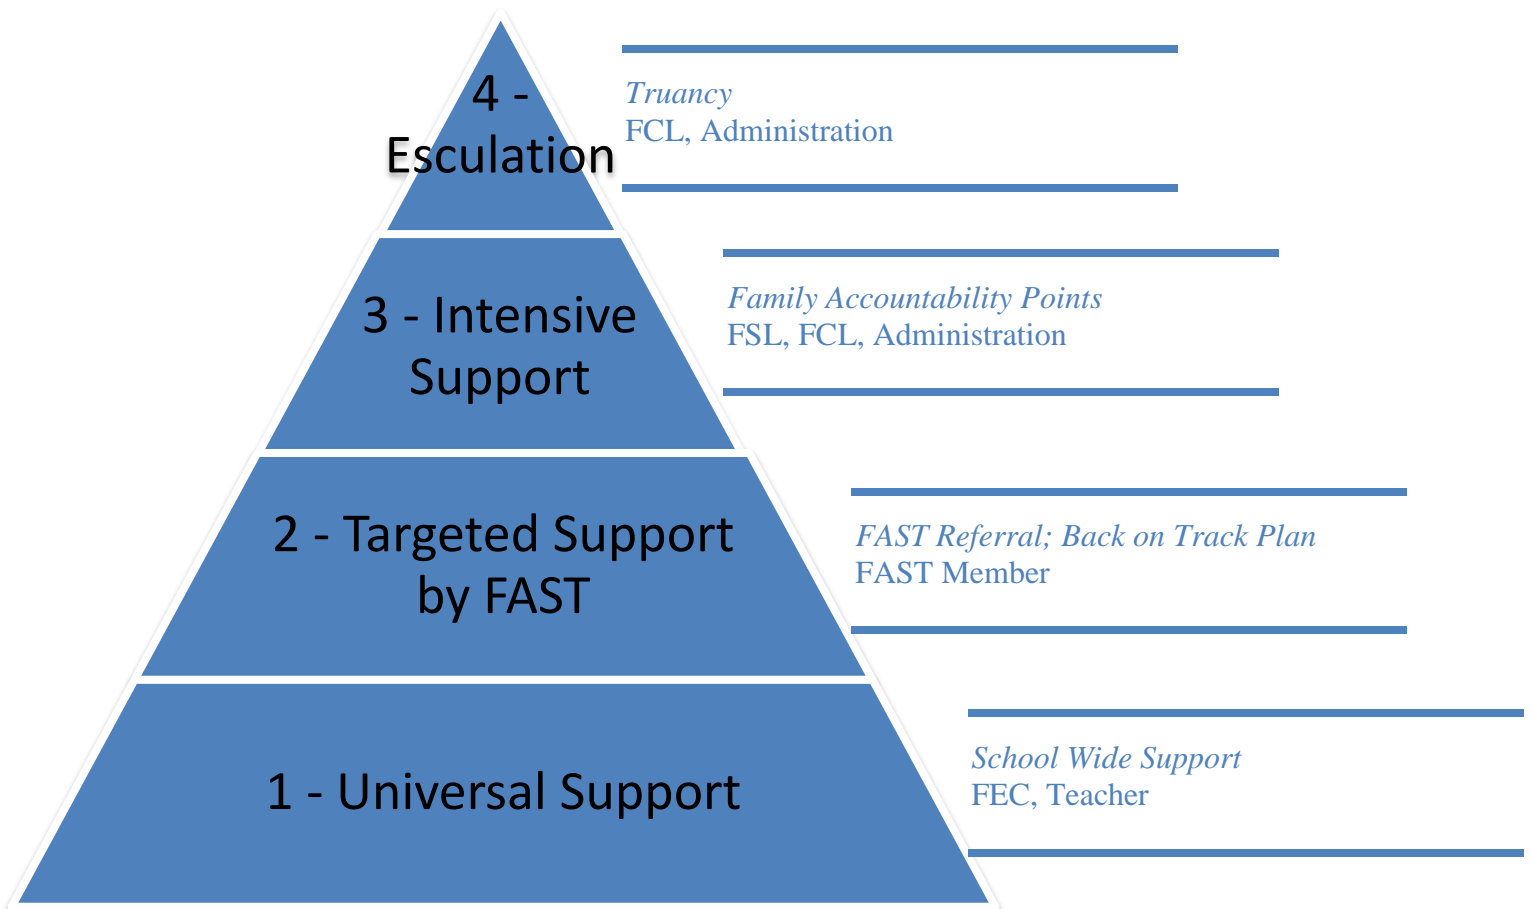 4 -
Esculation
Truancy
FCL, Administration
3 - Intensive
Support
Family Accountability Points
FSL, FCL, Administration
2 - Targeted Support
by FAST
FAST Referral; Back on Track Plan
FAST Member
1 - Universal Support
School Wide Support
FEC, Teacher